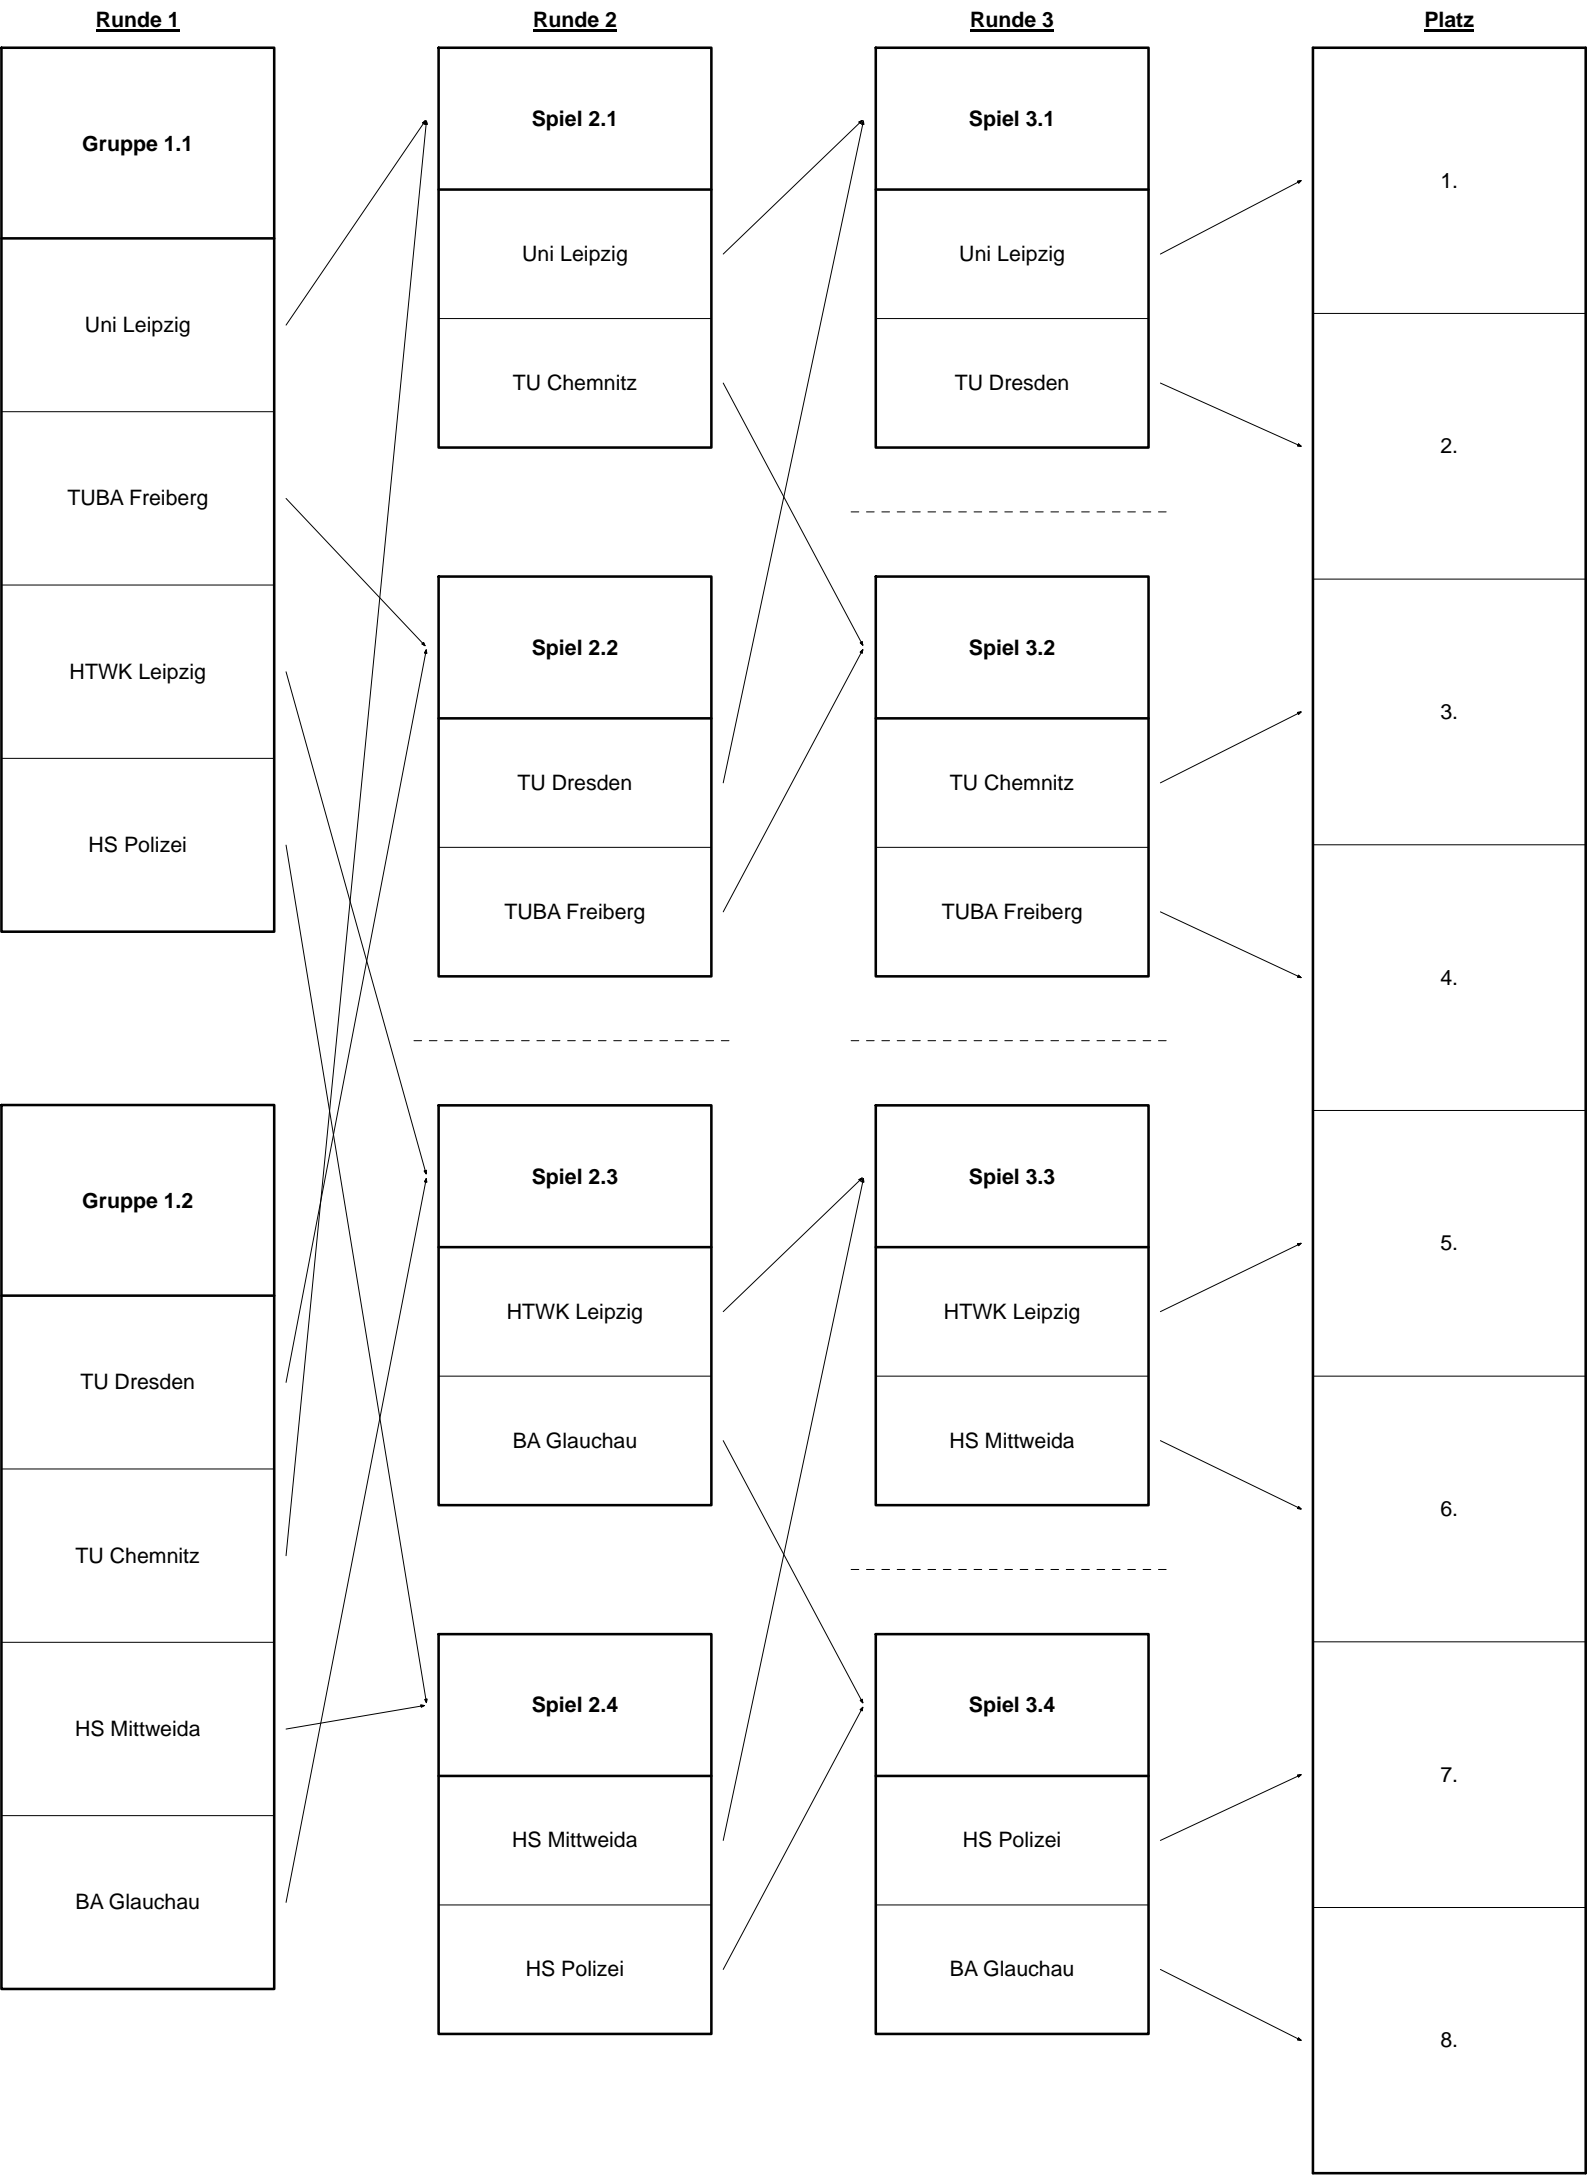 Runde 1
Runde 2
Runde 3
Platz
Gruppe 1.1
Uni Leipzig
TUBA Freiberg
HTWK Leipzig
HS Polizei
Gruppe 1.2
TU Dresden
TU Chemnitz
HS Mittweida
BA Glauchau
Spiel 2.1
Uni Leipzig
TU Chemnitz
Spiel 2.2
TU Dresden
TUBA Freiberg
Spiel 2.3
HTWK Leipzig
BA Glauchau
Spiel 2.4
HS Mittweida
HS Polizei
Spiel 3.1
Uni Leipzig
TU Dresden
Spiel 3.2
TU Chemnitz
TUBA Freiberg
Spiel 3.3
HTWK Leipzig
HS Mittweida
Spiel 3.4
HS Polizei
BA Glauchau
1.
2.
3.
4.
5.
6.
7.
8.